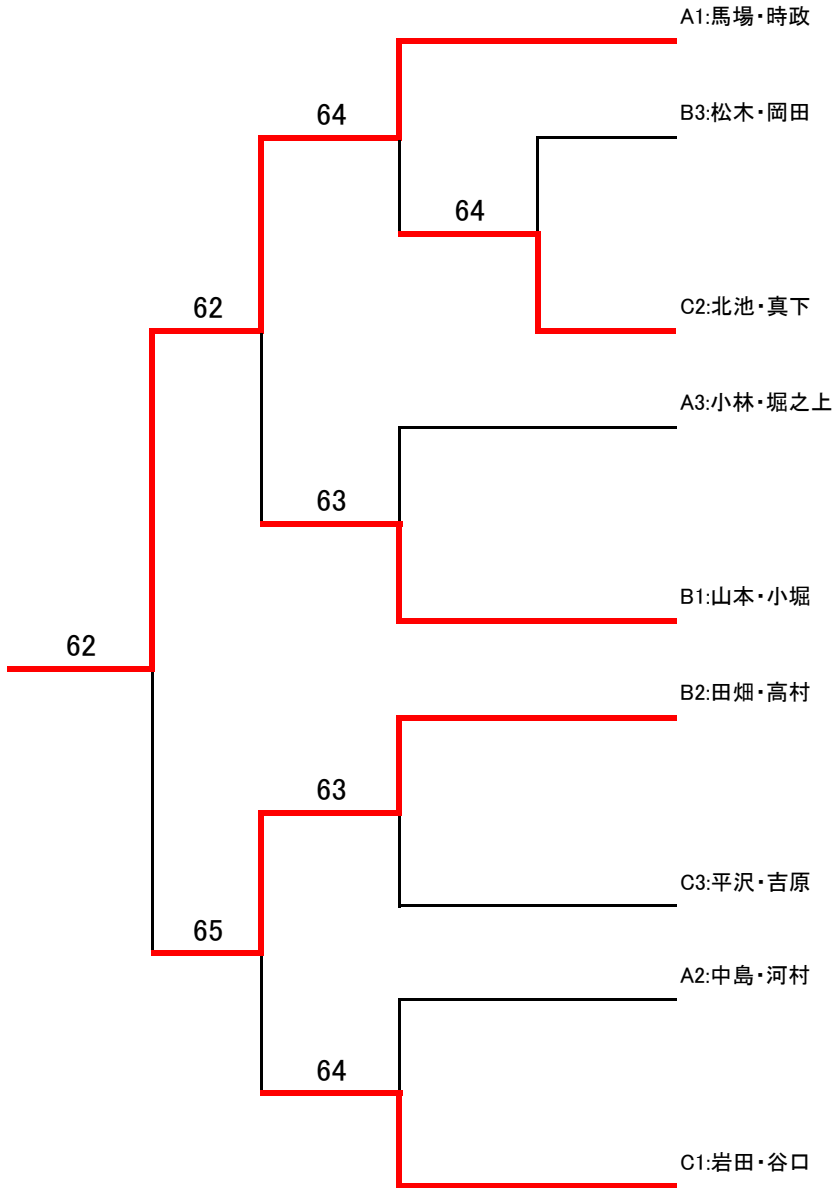 A1:馬場・時政
64
B3:松木・岡田
64
62
C2:北池・真下
A3:小林・堀之上
63
B1:山本・小堀
62
B2:田畑・高村
63
C3:平沢・吉原
65
A2:中島・河村
64
C1:岩田・谷口